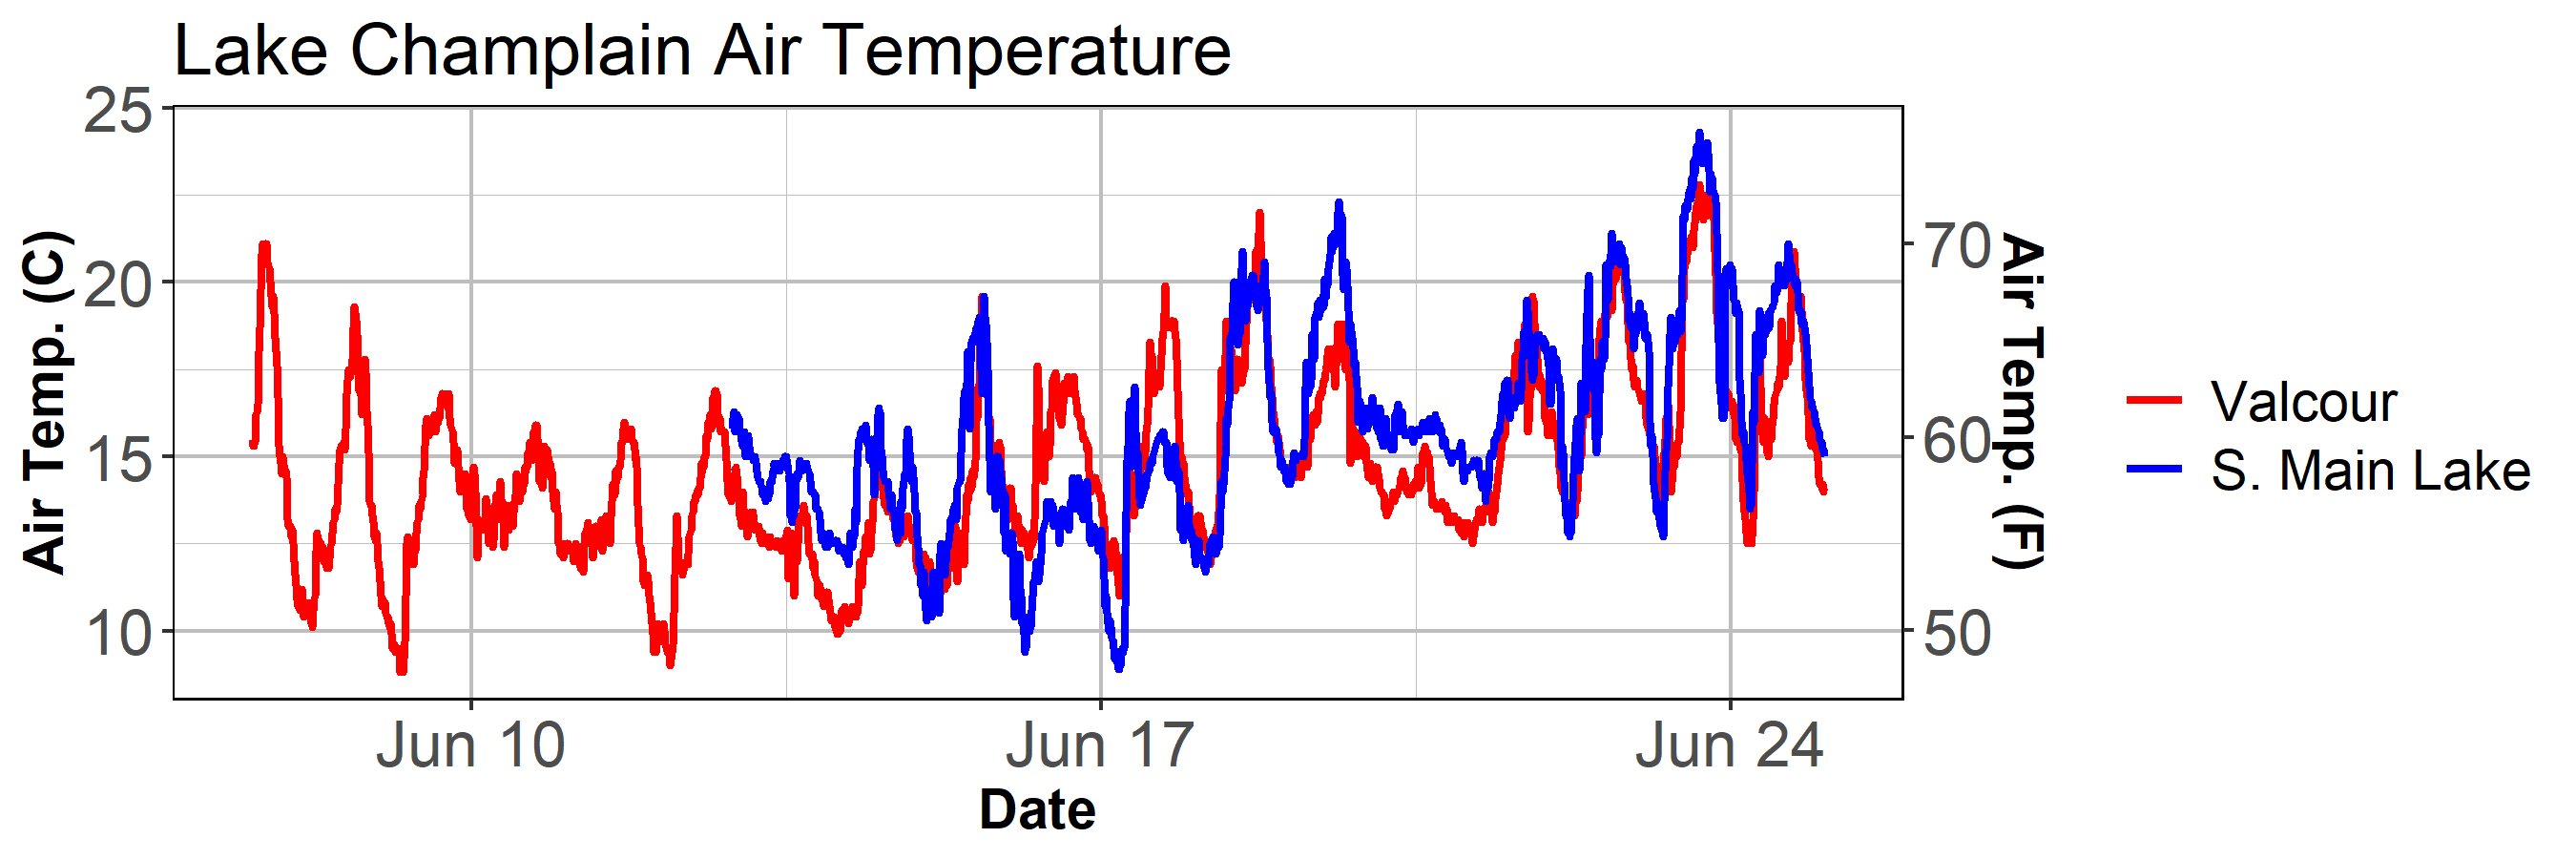 Lake Champlain Air Temperature
Air Temp. (C)
25
20
15
10
70
60
50
Air Temp. (F)
Jun 10
Jun 17
Jun 24
Date
Valcour
S. Main Lake